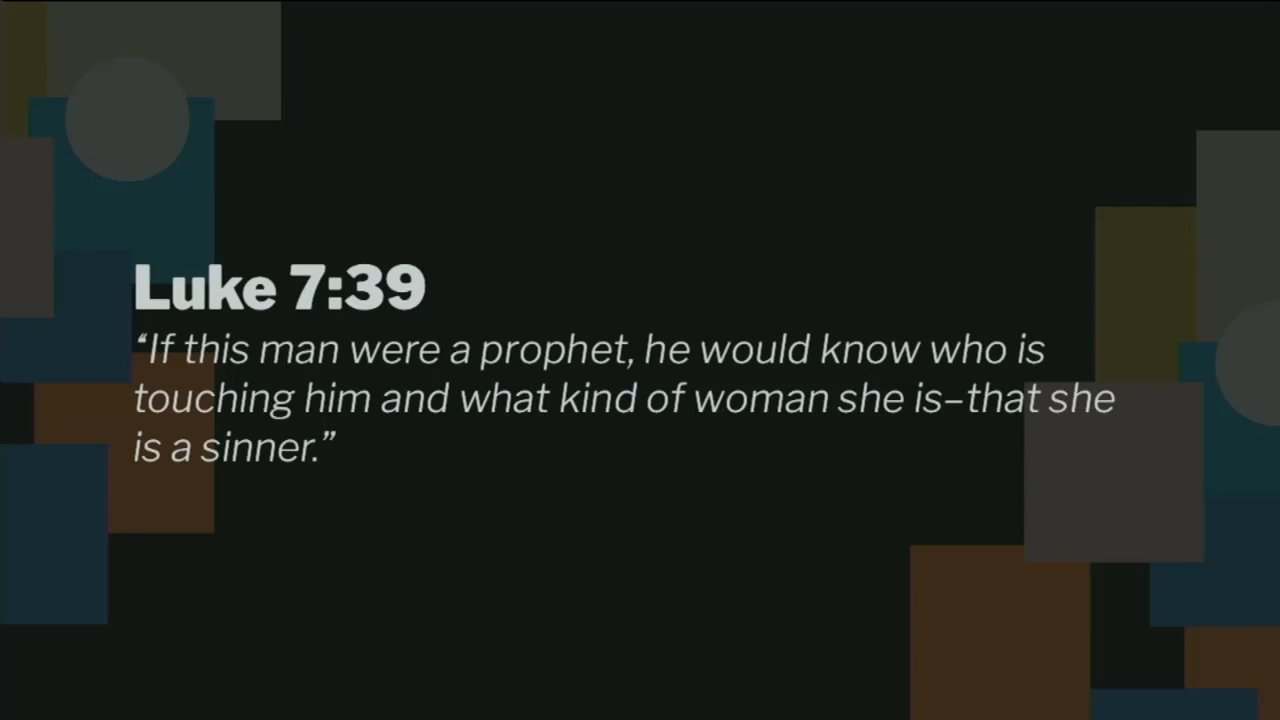 Luke 7:39
“If this man were a prophet, he would know who is
touching him and what kind of woman she is–that she
is a sinner.”